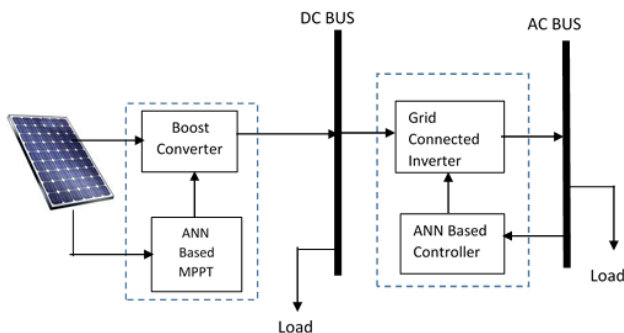 DC BUS
AC BUS
Boost
Converter
Grid
Connected
Inverter
ANN
Based
MPPT
ANN Based
Controller
Load
Load